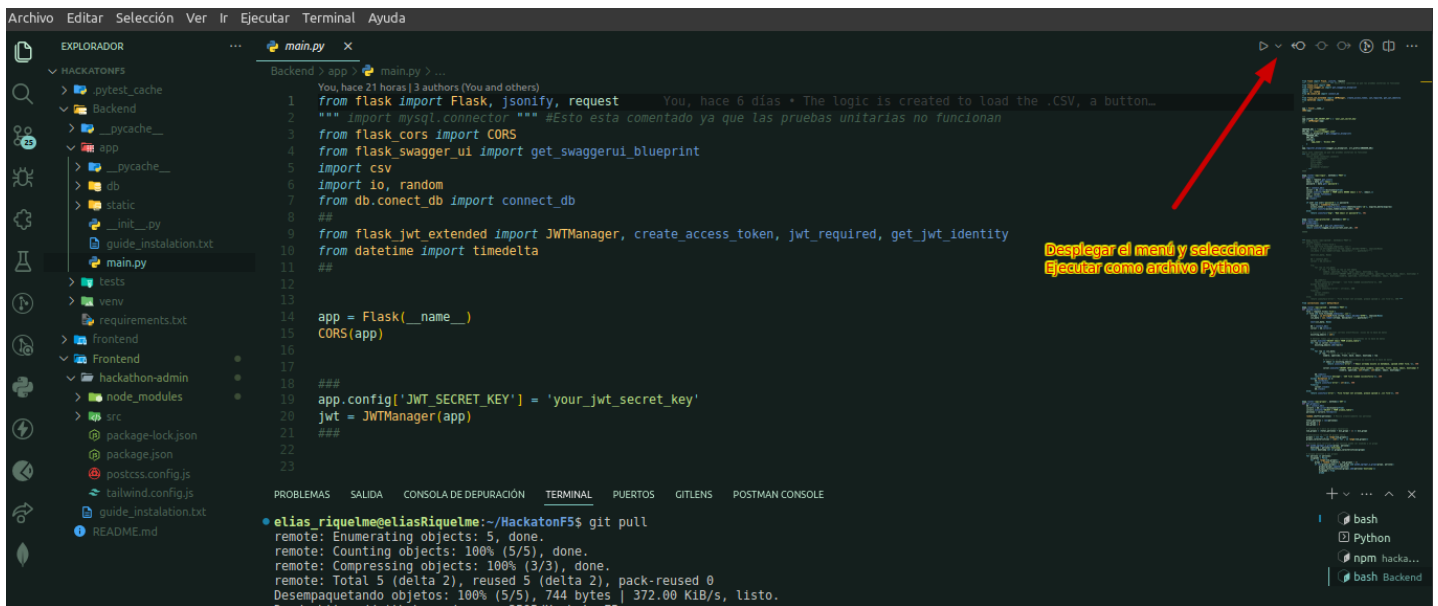 Archivo Editar Selección Ver Ir Ejecutar Terminal Ayuda
EXPLORADOR
HACKATONF5
.pytest_cache
Backend
__pycache__
app
__pycache__
db
static
__init__.py
guide_instalation.txt
main.py
tests
venv
requirements.txt
frontend
Frontend
hackathon-admin
node_modules
src
package-lock.json
package.json
postcss.config.js
tailwind.config.js
guide_instalation.txt
README.md
25
main.py
Backend > app > main.py > ...
You, hace 21 horas | 3 authors (You and others)
1 from flask import Flask, jsonify, request You, hace 6 días • The logic is created to load the .CSV, a button…
2 """ import mysql.connector """ #Esto esta comentado ya que las pruebas unitarias no funcionan
3 from flask_cors import CORS
4 from flask_swagger_ui import get_swaggerui_blueprint
5 import csv
6 import io, random
7 from db.conect_db import connect_db
8 ##
9 from flask_jwt_extended import JWTManager, create_access_token, jwt_required, get_jwt_identity
10 from datetime import timedelta
11 ##
12
13
14 app = Flask(__name__)
15 CORS(app)
16
17
18 ###
19 app.config['JWT_SECRET_KEY'] = 'your_jwt_secret_key'
20 jwt = JWTManager(app)
21 ###
22
23
Desplegar el menú y seleccionar
Ejecutar como archivo Python
PROBLEMAS SALIDA CONSOLA DE DEPURACIÓN TERMINAL PUERTOS GITLENS POSTMAN CONSOLE
elias_riquelme@eliasRiquelme:~/HackatonF5$ git pull
remote: Enumerating objects: 5, done.
remote: Counting objects: 100% (5/5), done.
remote: Compressing objects: 100% (3/3), done.
remote: Total 5 (delta 2), reused 5 (delta 2), pack-reused 0
Desempaquetando objetos: 100% (5/5), 744 bytes | 372.00 KiB/s, listo.
bash
Python
npm hacka...
bash Backend